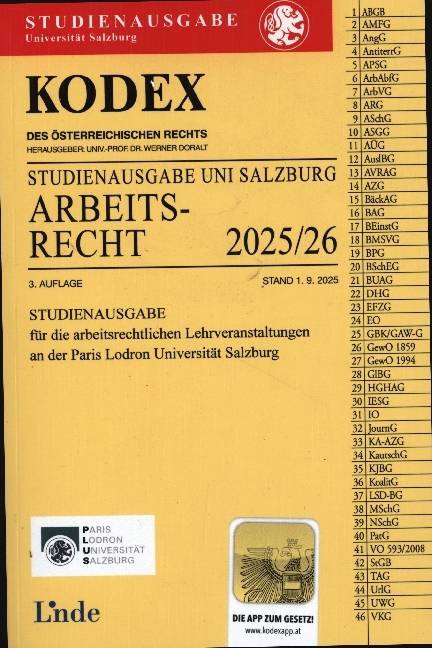 STUDIENAUSGABE
Universität Salzburg
KODEX
DES ÖSTERREICHISCHEN RECHTS
HERAUSGEBER: UNIV.-PROF. DR. WERNER DORALT
STUDIENAUSGABE UNI SALZBURG
ARBEITS-
RECHT 2025/26
3. AUFLAGE STAND 1. 9. 2025
STUDIENAUSGABE
für die arbeitsrechtlichen Lehrveranstaltungen
an der Paris Lodron Universität Salzburg
PLUS
PARIS
LODRON
UNIVERSITÄT
SALZBURG
Linde
DIE APP ZUM GESETZ!
www.kodexapp.at
1 ABGB
2 AMFG
3 AngG
4 AntiterrG
5 APSG
6 ArbAbfG
7 ArbVG
8 ARG
9 ASchG
10 ASGG
11 AÜG
12 AuslBG
13 AVRAG
14 AZG
15 BäckAG
16 BAG
17 BEinstG
18 BMSVG
19 BPG
20 BSchEG
21 BUAG
22 DHG
23 EFZG
24 EO
25 GBK/GAW-G
26 GewO 1859
27 GewO 1994
28 GlBG
29 HGHAG
30 IESG
31 IO
32 JournG
33 KA-AZG
34 KautschG
35 KJBG
36 KoalitG
37 LSD-BG
38 MSchG
39 NSchG
40 PatG
41 VO 593/2008
42 StGB
43 TAG
44 UrlG
45 UWG
46 VKG